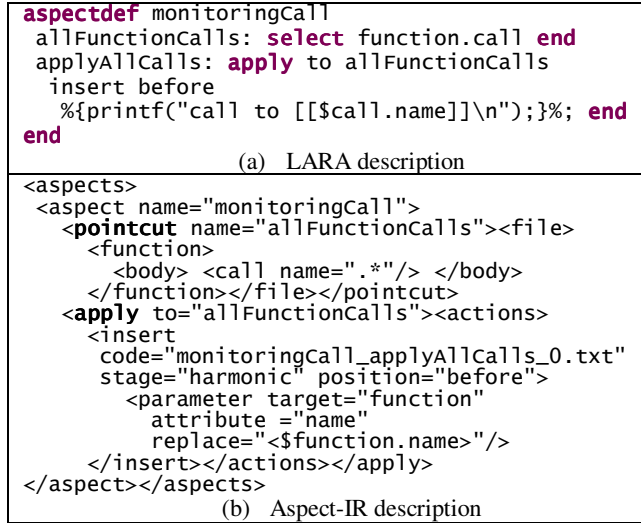 aspectdef monitoringCall
allFunctionCalls: select function.call end
applyAllCalls: apply to allFunctionCalls
insert before
%{printf("call to [[$call.name]]\n");}%; end
end
(a) LARA description
<aspects>
<aspect name="monitoringCall">
<pointcut name="allFunctionCalls"><file>
<function>
<body> <call name=".*"/> </body>
</function></file></pointcut>
<apply to="allFunctionCalls"><actions>
<insert
code="monitoringCall_applyAllCalls_0.txt"
stage="harmonic" position="before">
<parameter target="function"
attribute ="name"
replace="<$function.name>"/>
</insert></actions></apply>
</aspect></aspects>
(b) Aspect-IR description